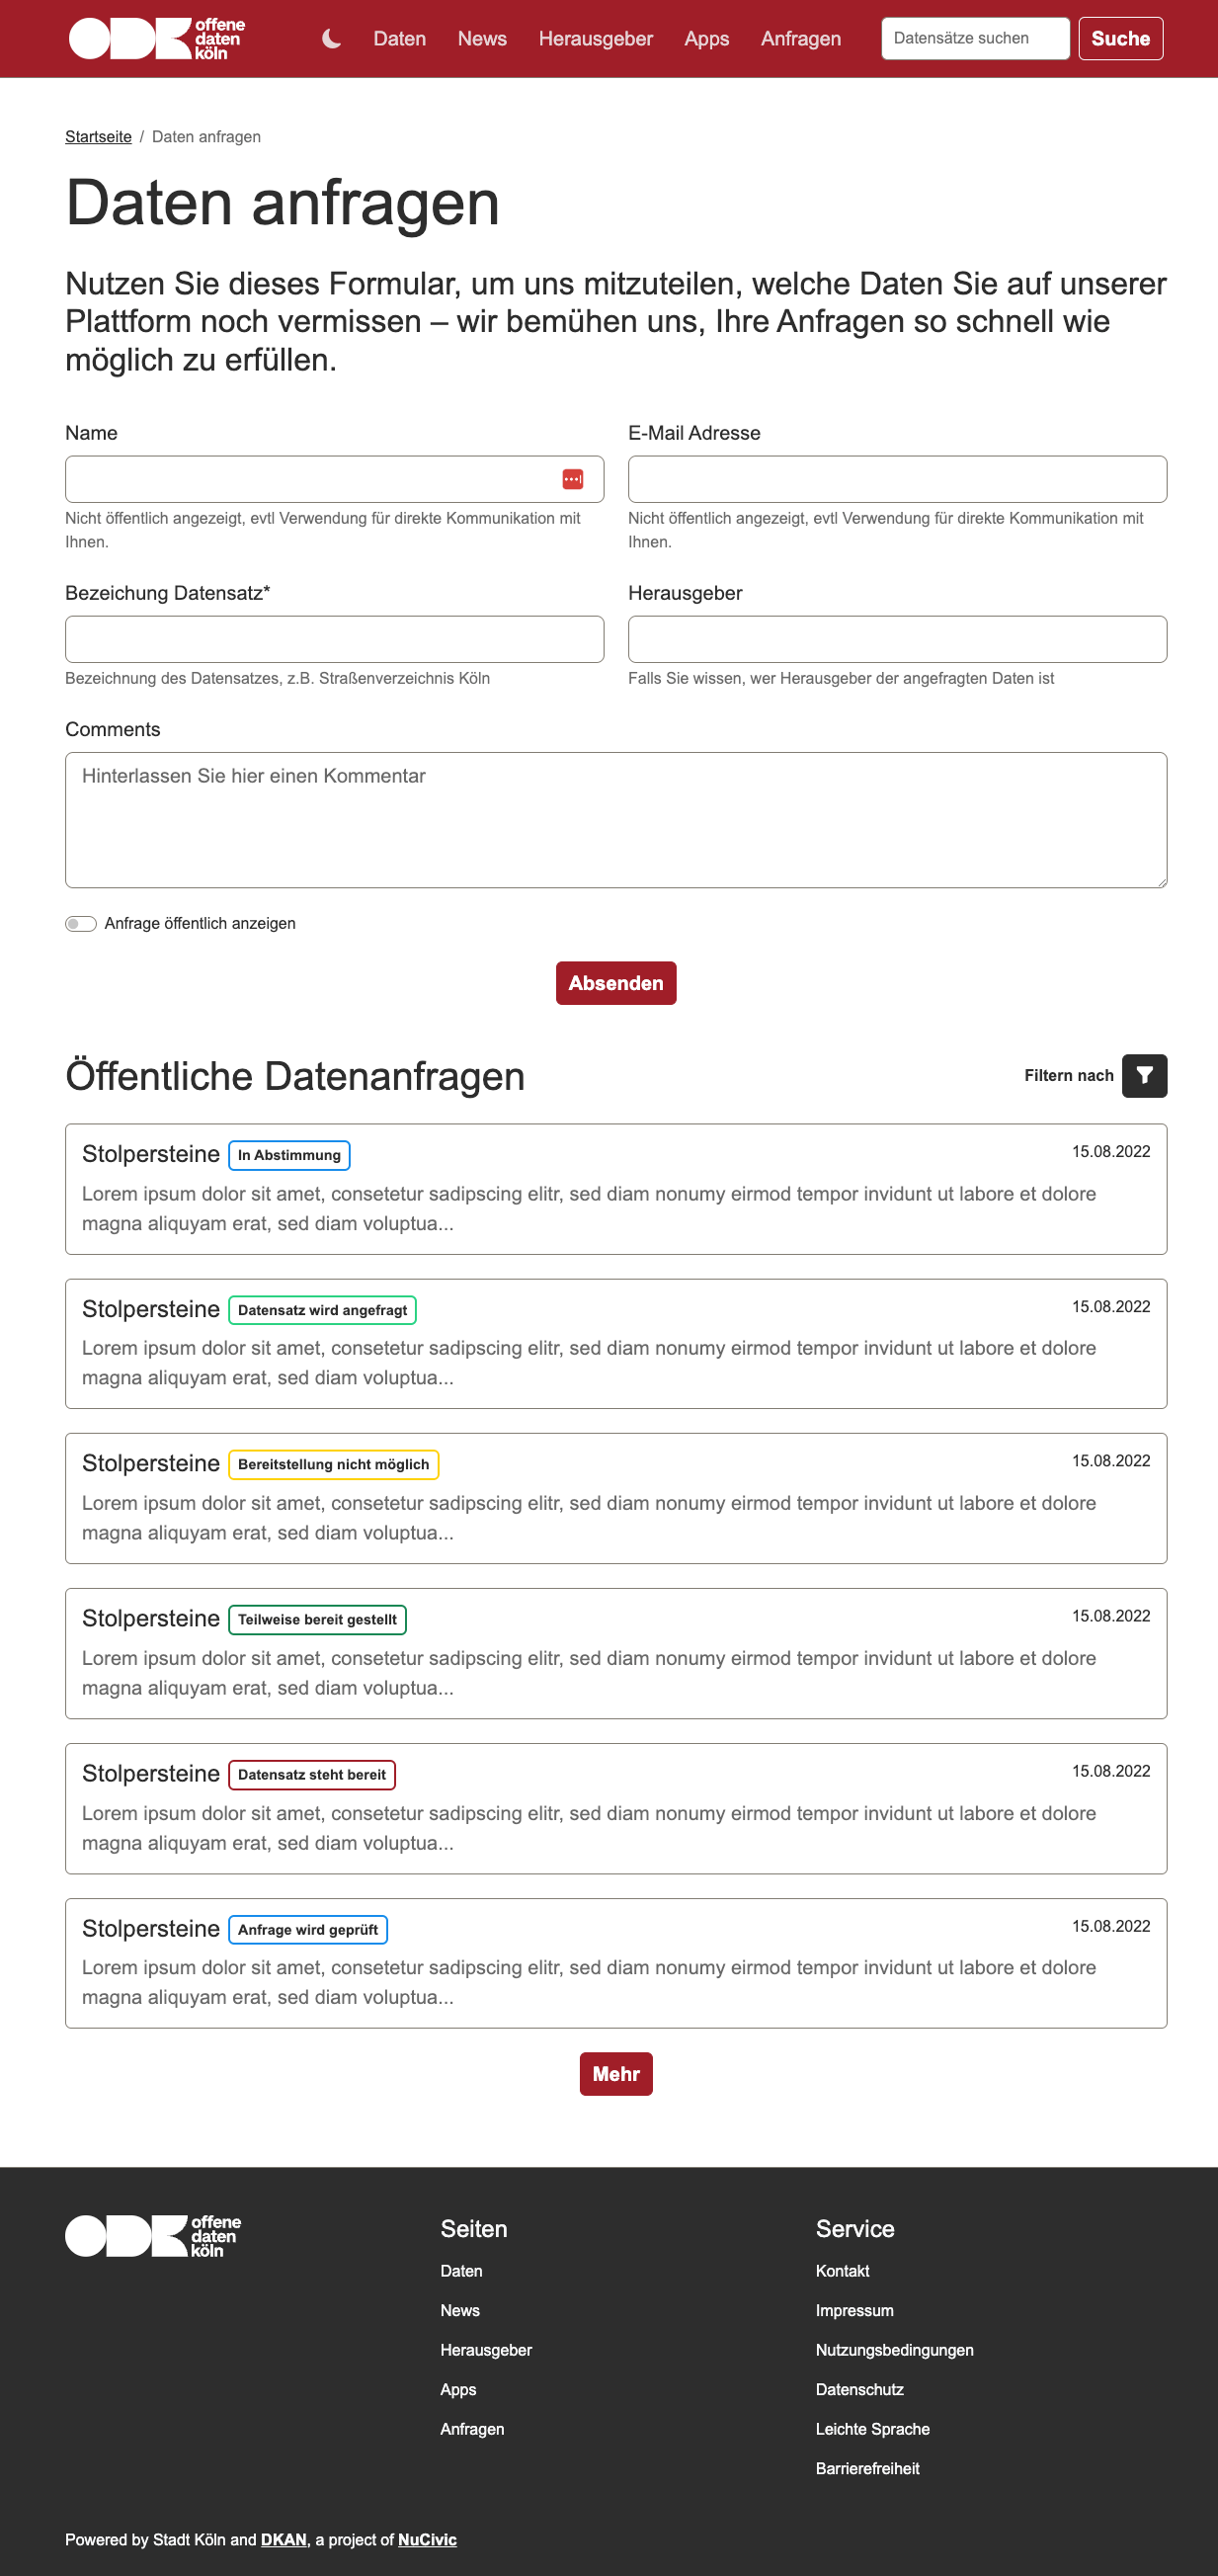 ODK offene daten köln
Daten News Herausgeber Apps Anfragen Datensätze suchen Suche
Startseite / Daten anfragen
Daten anfragen
Nutzen Sie dieses Formular, um uns mitzuteilen, welche Daten Sie auf unserer
Plattform noch vermissen – wir bemühen uns, Ihre Anfragen so schnell wie
möglich zu erfüllen.
Name
Nicht öffentlich angezeigt, evtl Verwendung für direkte Kommunikation mit
Ihnen.
E-Mail Adresse
Nicht öffentlich angezeigt, evtl Verwendung für direkte Kommunikation mit
Ihnen.
Bezeichung Datensatz*
Bezeichnung des Datensatzes, z.B. Straßenverzeichnis Köln
Herausgeber
Falls Sie wissen, wer Herausgeber der angefragten Daten ist
Comments
Hinterlassen Sie hier einen Kommentar
Anfrage öffentlich anzeigen
Absenden
Öffentliche Datenanfragen Filtern nach
Stolpersteine In Abstimmung 15.08.2022
Lorem ipsum dolor sit amet, consetetur sadipscing elitr, sed diam nonumy eirmod tempor invidunt ut labore et dolore
magna aliquyam erat, sed diam voluptua...
Stolpersteine Datensatz wird angefragt 15.08.2022
Lorem ipsum dolor sit amet, consetetur sadipscing elitr, sed diam nonumy eirmod tempor invidunt ut labore et dolore
magna aliquyam erat, sed diam voluptua...
Stolpersteine Bereitstellung nicht möglich 15.08.2022
Lorem ipsum dolor sit amet, consetetur sadipscing elitr, sed diam nonumy eirmod tempor invidunt ut labore et dolore
magna aliquyam erat, sed diam voluptua...
Stolpersteine Teilweise bereit gestellt 15.08.2022
Lorem ipsum dolor sit amet, consetetur sadipscing elitr, sed diam nonumy eirmod tempor invidunt ut labore et dolore
magna aliquyam erat, sed diam voluptua...
Stolpersteine Datensatz steht bereit 15.08.2022
Lorem ipsum dolor sit amet, consetetur sadipscing elitr, sed diam nonumy eirmod tempor invidunt ut labore et dolore
magna aliquyam erat, sed diam voluptua...
Stolpersteine Anfrage wird geprüft 15.08.2022
Lorem ipsum dolor sit amet, consetetur sadipscing elitr, sed diam nonumy eirmod tempor invidunt ut labore et dolore
magna aliquyam erat, sed diam voluptua...
Mehr
ODK offene daten köln
Seiten
Daten
News
Herausgeber
Apps
Anfragen
Service
Kontakt
Impressum
Nutzungsbedingungen
Datenschutz
Leichte Sprache
Barrierefreiheit
Powered by Stadt Köln and DKAN, a project of NuCivic